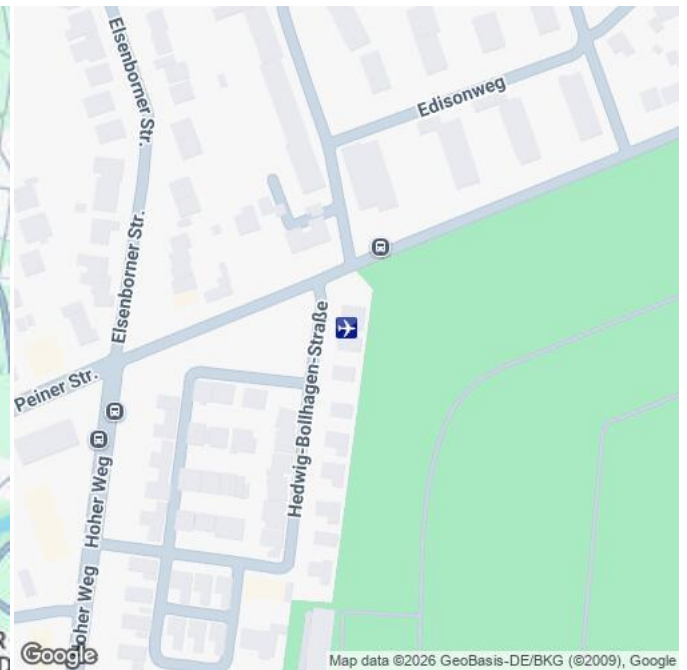 Elsenborner Str.
Edisonweg
Elsenborner Str.
Hedwig-Bollhagen-Straße
Peiner Str.
Hoher Weg
Hoher Weg
R
D
Google
Map data ©2026 GeoBasis-DE/BKG (©2009), Google